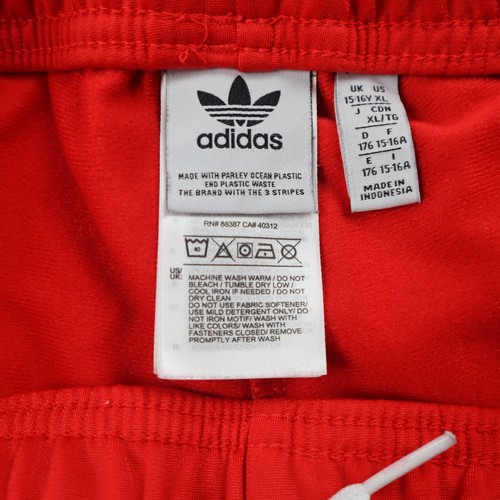 adidas
MADE WITH PARLEY OCEAN PLASTIC
END PLASTIC WASTE
THE BRAND WITH THE 3 STRIPES
RN# 88387 CA# 40312
40
US/
UK:
MACHINE WASH WARM / DO NOT
BLEACH / TUMBLE DRY LOW /
COOL IRON IF NEEDED / DO NOT
DRY CLEAN
DO NOT USE FABRIC SOFTENER/
USE MILD DETERGENT ONLY/ DO
NOT IRON MOTIF/ WASH WITH
LIKE COLORS/ WASH WITH
FASTENERS CLOSED/ REMOVE
PROMPTLY AFTER WASH
UK US
15-16Y XL
J CDN
XL/TG
D F
176 15-16A
E I
176 15-16A
MADE IN
INDONESIA